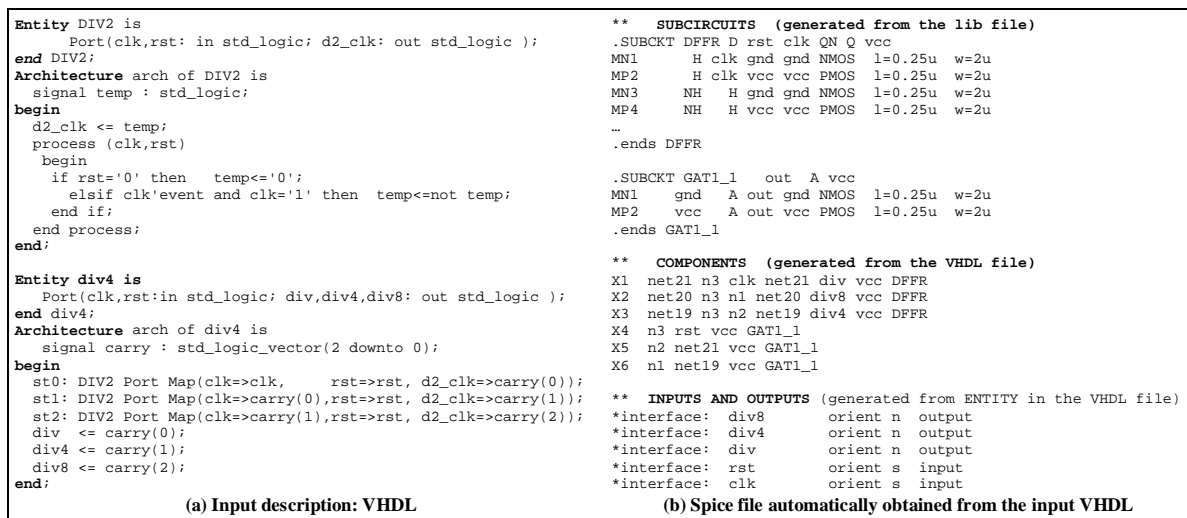 Entity DIV2 is
Port(clk,rst: in std_logic; d2_clk: out std_logic );
end DIV2;
Architecture arch of DIV2 is
signal temp : std_logic;
begin
d2_clk <= temp;
process (clk,rst)
begin
if rst='0' then temp<='0';
elsif clk'event and clk='1' then temp<=not temp;
end if;
end process;
end;
Entity div4 is
Port(clk,rst:in std_logic; div,div4,div8: out std_logic );
end div4;
Architecture arch of div4 is
signal carry : std_logic_vector(2 downto 0);
begin
st0: DIV2 Port Map(clk=>clk, rst=>rst, d2_clk=>carry(0));
st1: DIV2 Port Map(clk=>carry(0),rst=>rst, d2_clk=>carry(1));
st2: DIV2 Port Map(clk=>carry(1),rst=>rst, d2_clk=>carry(2));
div <= carry(0);
div4 <= carry(1);
div8 <= carry(2);
end;
(a) Input description: VHDL
** SUBCIRCUITS (generated from the lib file)
.SUBCKT DFFR D rst clk QN Q vcc
MN1 H clk gnd gnd NMOS l=0.25u w=2u
MP2 H clk vcc vcc PMOS l=0.25u w=2u
MN3 NH H gnd gnd NMOS l=0.25u w=2u
MP4 NH H vcc vcc PMOS l=0.25u w=2u
…
.ends DFFR
.SUBCKT GAT1_1 out A vcc
MN1 gnd A out gnd NMOS l=0.25u w=2u
MP2 vcc A out vcc PMOS l=0.25u w=2u
.ends GAT1_1
** COMPONENTS (generated from the VHDL file)
X1 net21 n3 clk net21 div vcc DFFR
X2 net20 n3 n1 net20 div8 vcc DFFR
X3 net19 n3 n2 net19 div4 vcc DFFR
X4 n3 rst vcc GAT1_1
X5 n2 net21 vcc GAT1_1
X6 n1 net19 vcc GAT1_1
** INPUTS AND OUTPUTS (generated from ENTITY in the VHDL file)
*interface: div8 orient n output
*interface: div4 orient n output
*interface: div orient n output
*interface: rst orient s input
*interface: clk orient s input
(b) Spice file automatically obtained from the input VHDL